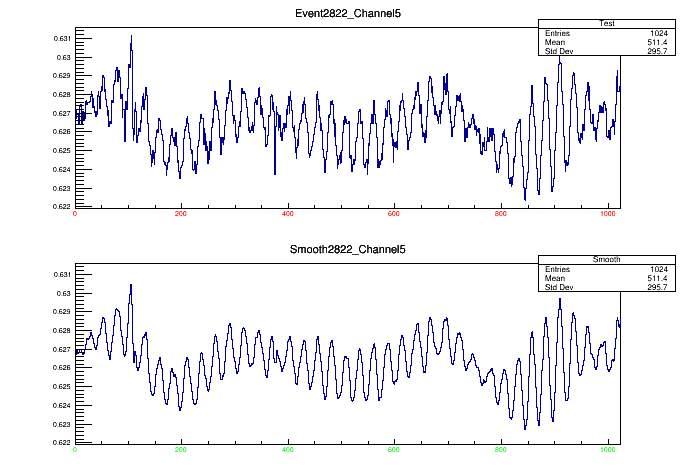 Event2822_Channel5
Test
Entries 1024
Mean 511.4
Std Dev 295.7
0.631
0.63
0.629
0.628
0.627
0.626
0.625
0.624
0.623
0.622
0 200 400 600 800 1000
Smooth2822_Channel5
Smooth
Entries 1024
Mean 511.4
Std Dev 295.7
0.631
0.63
0.629
0.628
0.627
0.626
0.625
0.624
0.623
0.622
0 200 400 600 800 1000